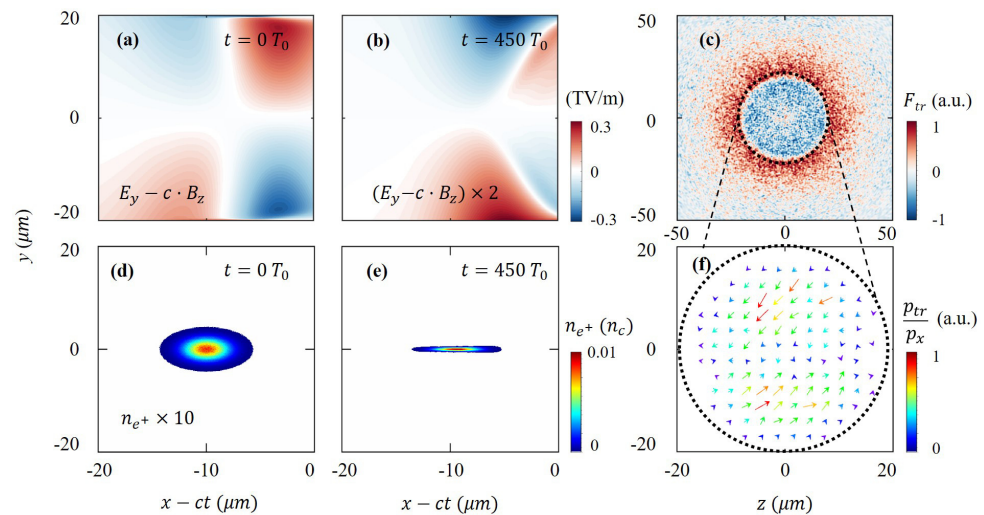 20
(a)
t = 0 T₀
E_y − c · B_z
0
-20
y (μm)
(b)
t = 450 T₀
(E_y − c · B_z) × 2
(TV/m)
0.3
0
-0.3
(c)
50
0
-50
-50
0
50
F_tr (a.u.)
1
0
-1
20
(d)
t = 0 T₀
n_e+ × 10
0
-20
-20
-10
0
x − ct (μm)
(e)
t = 450 T₀
-20
-10
0
x − ct (μm)
n_e+ (n_c)
0.01
0
(f)
20
0
-20
-20
0
20
z (μm)
p_tr
p_x
(a.u.)
1
0